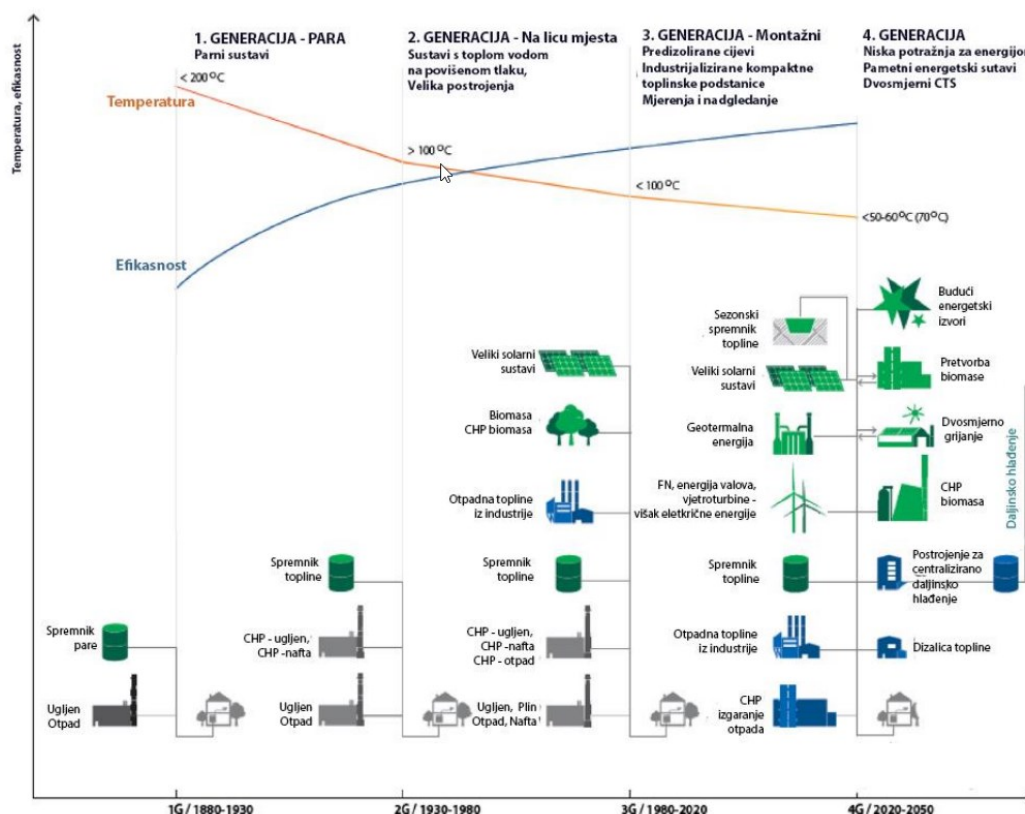 Temperatura, efikasnost
1. GENERACIJA - PARA
Parni sustavi
2. GENERACIJA - Na licu mjesta
Sustavi s toplom vodom
na povišenom tlaku,
Velika postrojenja
3. GENERACIJA - Montažni
Predizolirane cijevi
Industrijalizirane kompaktne
toplinske podstanice
Mjerenja i nadgledanje
4. GENERACIJA
Niska potražnja za energijom
Pametni energetski sutavi
Dvosmjerni CTS
< 200°C
Temperatura
> 100°C
< 100°C
<50-60°C (70°C)
Efikasnost
Spremnik
pare
Ugljen
Otpad
Spremnik
topline
CHP - ugljen,
CHP -nafta
Ugljen
Otpad
Veliki solarni
sustavi
Biomasa
CHP biomasa
Otpadna topline
iz industrije
Spremnik
topline
CHP - ugljen,
CHP -nafta
CHP - otpad
Ugljen, Plin
Otpad, Nafta
Sezonski
spremnik
topline
Veliki solarni
sustavi
Geotermalna
energija
FN, energija valova,
vjetroturbine -
višak eletkrične energije
Spremnik
topline
Otpadna topline
iz industrije
CHP
izgaranje
otpada
Budući
energetski
izvori
Pretvorba
biomase
Dvosmjerno
grijanje
CHP
biomasa
Postrojenje za
centralizirano
daljinsko
hlađenje
Dizalica topline
Daljinsko hlađenje
1G / 1880-1930
2G / 1930-1980
3G / 1980-2020
4G / 2020-2050